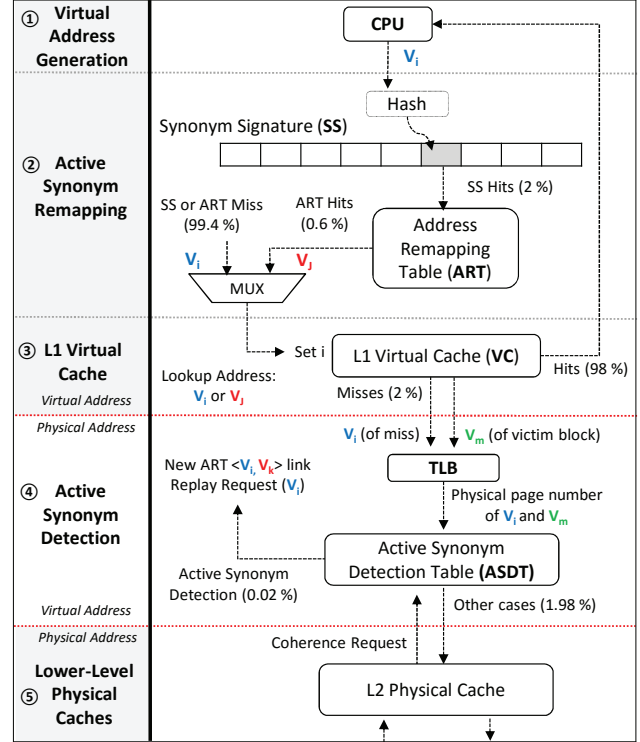 ① Virtual
Address
Generation
CPU
Vi
Hash
Synonym Signature (SS)
② Active
Synonym
Remapping
SS Hits (2 %)
SS or ART Miss
(99.4 %)
ART Hits
(0.6 %)
Address
Remapping
Table (ART)
Vi
VJ
MUX
③ L1 Virtual
Cache
Set i
L1 Virtual Cache (VC)
Hits (98 %)
Lookup Address:
Vi or VJ
Misses (2 %)
Virtual Address
Physical Address
Vi (of miss)
Vm (of victim block)
New ART <Vi, Vk> link
Replay Request (Vi)
TLB
④ Active
Synonym
Detection
Physical page number
of Vi and Vm
Active Synonym
Detection Table (ASDT)
Active Synonym
Detection (0.02 %)
Other cases (1.98 %)
Virtual Address
Physical Address
Coherence Request
⑤ Lower-Level
Physical
Caches
L2 Physical Cache